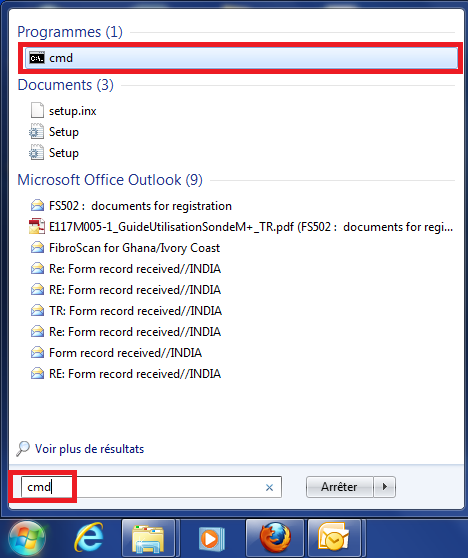 Programmes (1)
cmd
Documents (3)
setup.inx
Setup
Setup
Microsoft Office Outlook (9)
FS502 : documents for registration
E117M005-1_GuideUtilisationSondeM+_TR.pdf (FS502 : documents for regi...
FibroScan for Ghana/Ivory Coast
Re: Form record received//INDIA
RE: Form record received//INDIA
TR: Form record received//INDIA
Re: Form record received//INDIA
Form record received//INDIA
RE: Form record received//INDIA
Voir plus de résultats
cmd
Arrêter